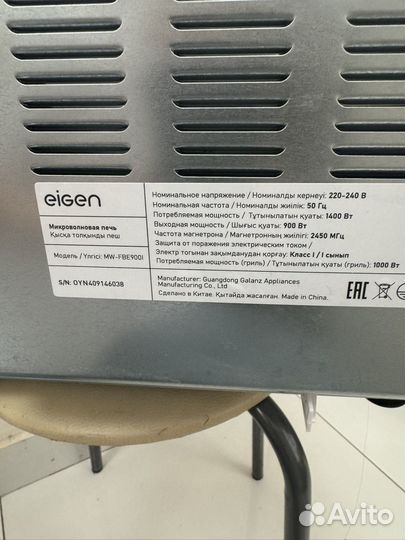 eigen
Микроволновая печь
Қысқа толқынды пеш
Модель / Үлгісі: MW-FBE900I
S/N: OYN409146038
Номинальное напряжение / Номиналды кернеуі: 220-240 В
Номинальная частота / Номиналды жиілік: 50 Гц
Потребляемая мощность / Тұтынылатын қуаты: 1400 Вт
Выходная мощность / Шығыс қуаты: 900 Вт
Частота магнетрона / Магнетронның жиілігі: 2450 МГц
Защита от поражения электрическим током /
Электр тогынан зақымданудан қорғау: Класс I / I сынып
Потребляемая мощность (гриль) / Тұтынылатын қуаты (гриль): 1000 Вт
Manufacturer: Guangdong Galanz Appliances
Manufacturing Co., Ltd
Сделано в Китае. Қытайда жасалған. Made in China.
EAC
Avito